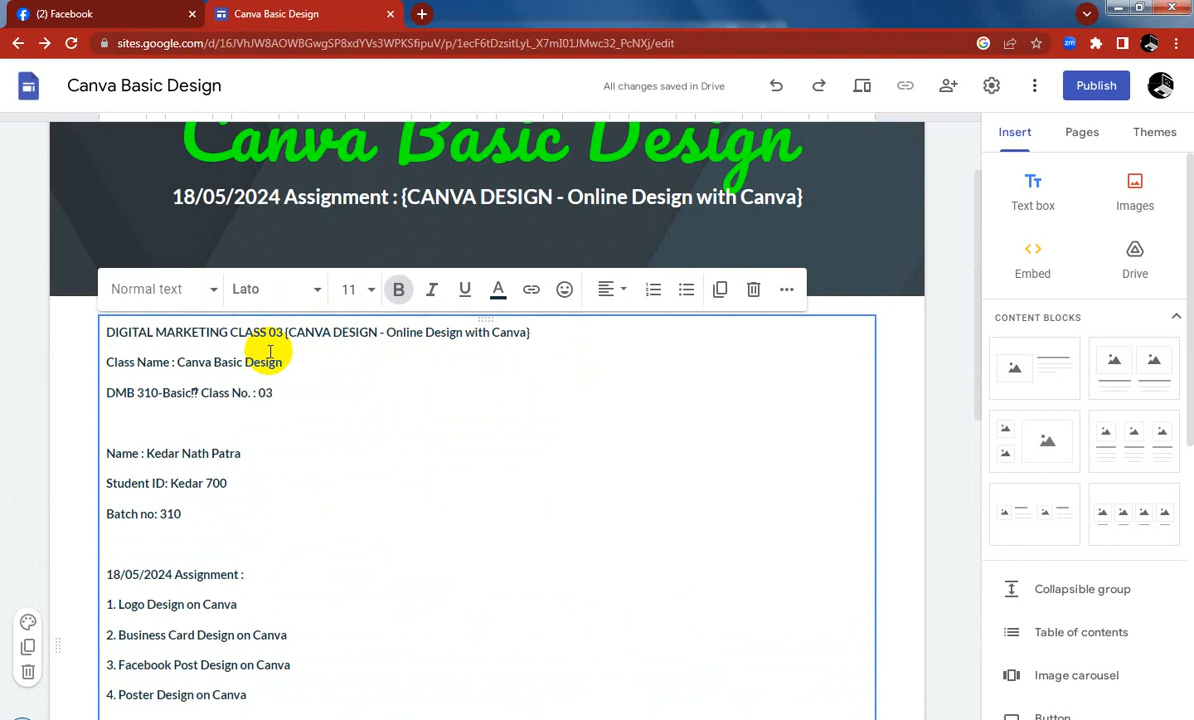 (2) Facebook
Canva Basic Design
sites.google.com/d/16JVhJW8AOWBGwgSP8xdYVs3WPKSfipuV/p/1ecF6tDzsitLyL_X7mI01JMwc32_PcNXj/edit
zm
Canva Basic Design
All changes saved in Drive
Publish
Insert
Pages
Themes
Canva Basic Design
18/05/2024 Assignment : {CANVA DESIGN - Online Design with Canva}
Text box
Images
Embed
Drive
Normal text
Lato
11
CONTENT BLOCKS
DIGITAL MARKETING CLASS 03 {CANVA DESIGN - Online Design with Canva}
Class Name : Canva Basic Design
DMB 310-Basic Class No. : 03
Name : Kedar Nath Patra
Student ID: Kedar 700
Batch no: 310
18/05/2024 Assignment :
1. Logo Design on Canva
2. Business Card Design on Canva
3. Facebook Post Design on Canva
4. Poster Design on Canva
Collapsible group
Table of contents
Image carousel
Button